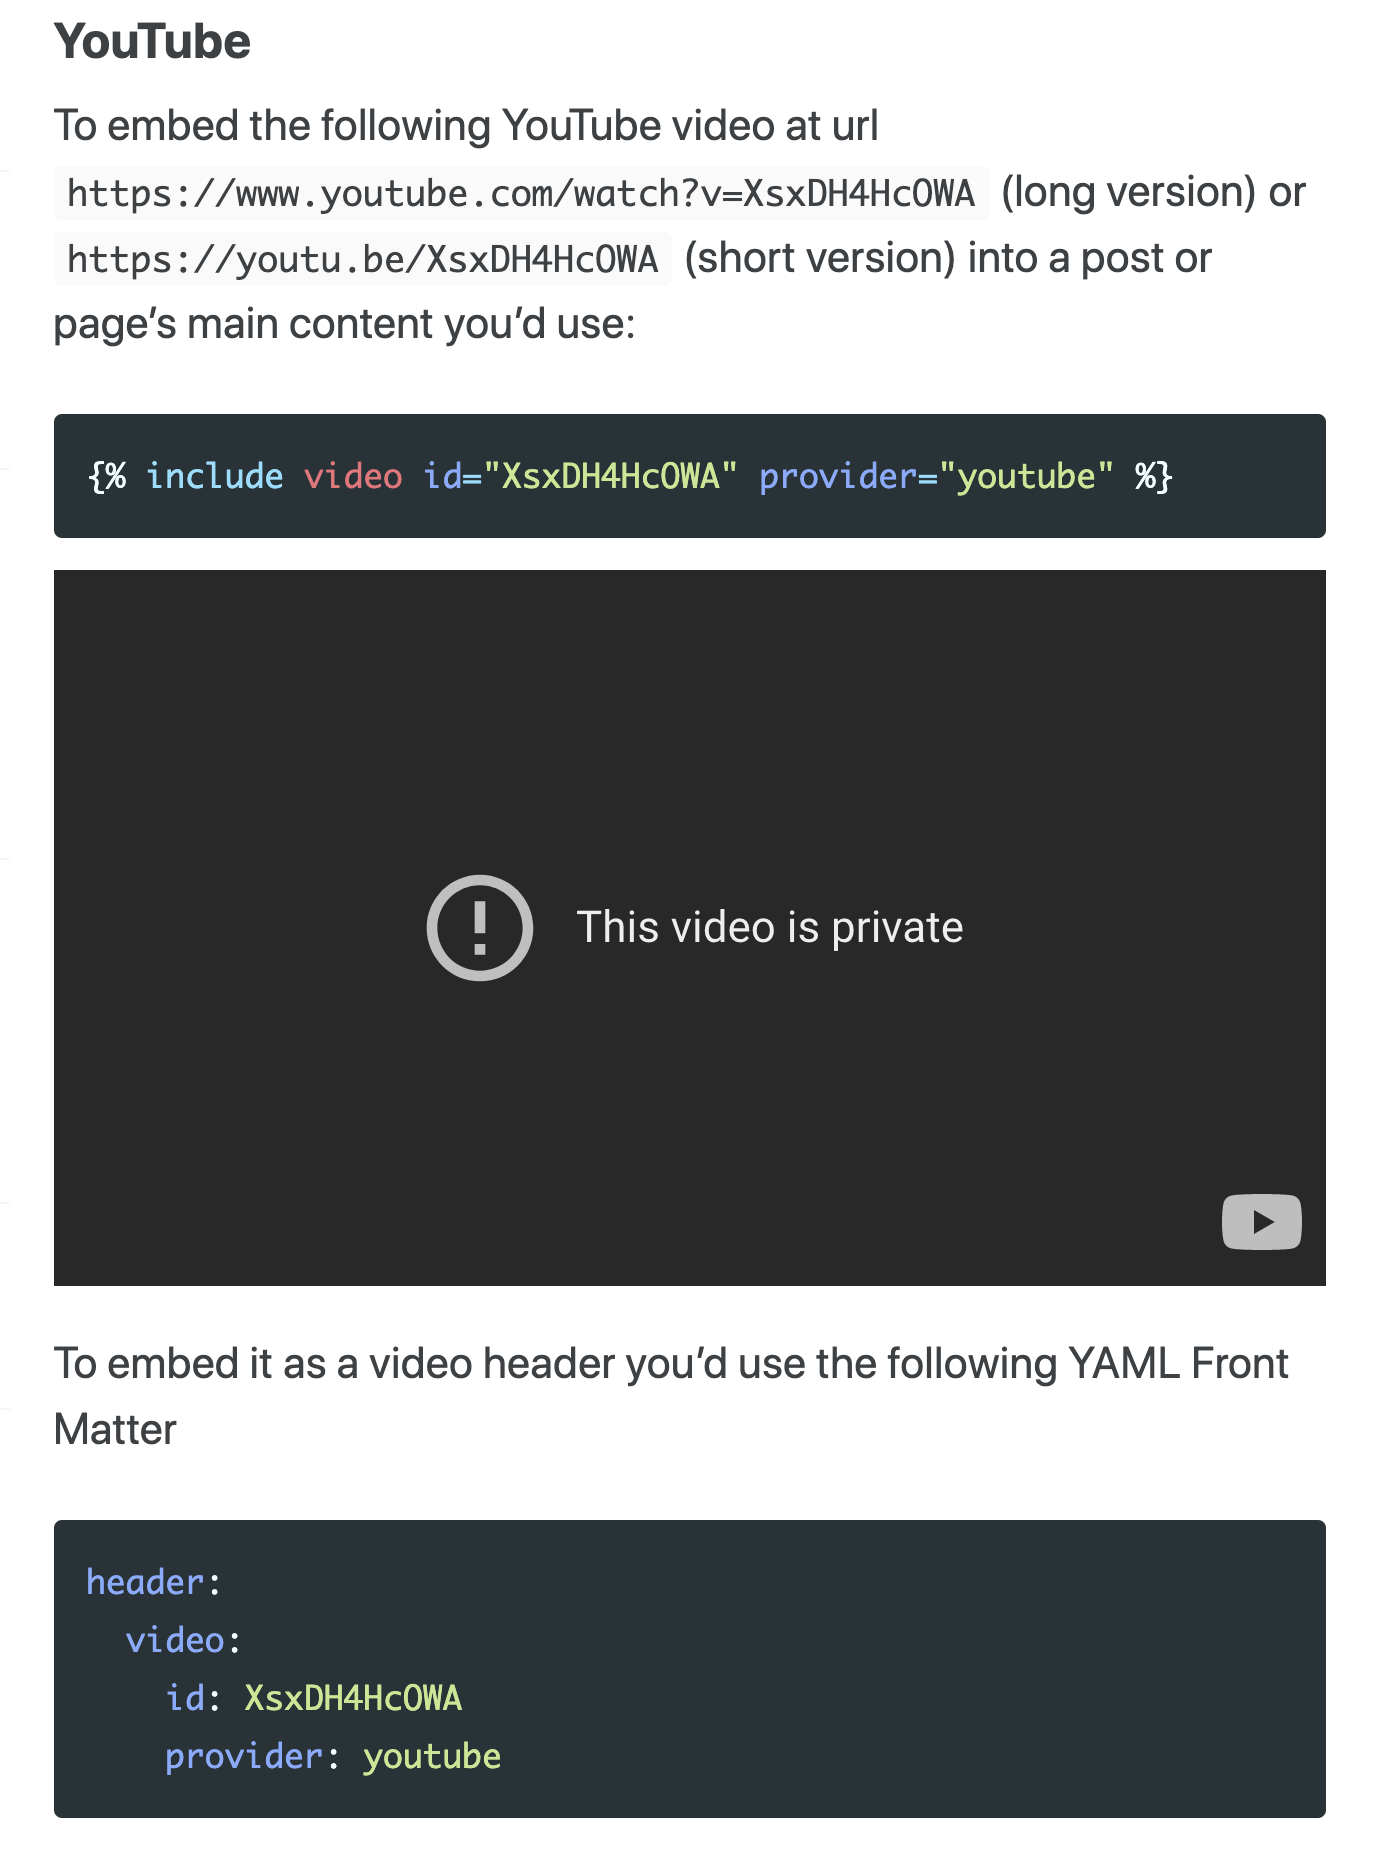 YouTube
To embed the following YouTube video at url
https://www.youtube.com/watch?v=XsxDH4HcOWA (long version) or
https://youtu.be/XsxDH4HcOWA (short version) into a post or
page’s main content you’d use:
{% include video id="XsxDH4HcOWA" provider="youtube" %}
This video is private
To embed it as a video header you’d use the following YAML Front
Matter
header:
  video:
    id: XsxDH4HcOWA
    provider: youtube